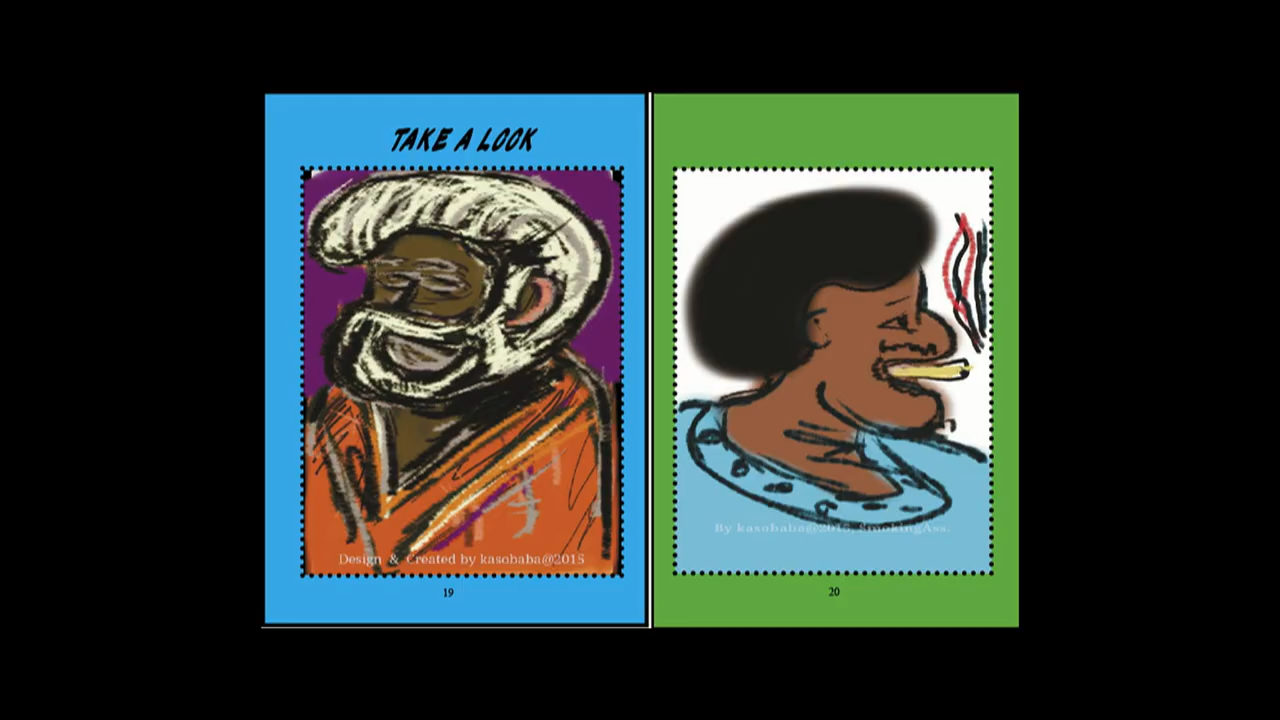 TAKE A LOOK
Design & Created by kasobaba@2015
19
By kasobaba@2015, SmokingAss.
20